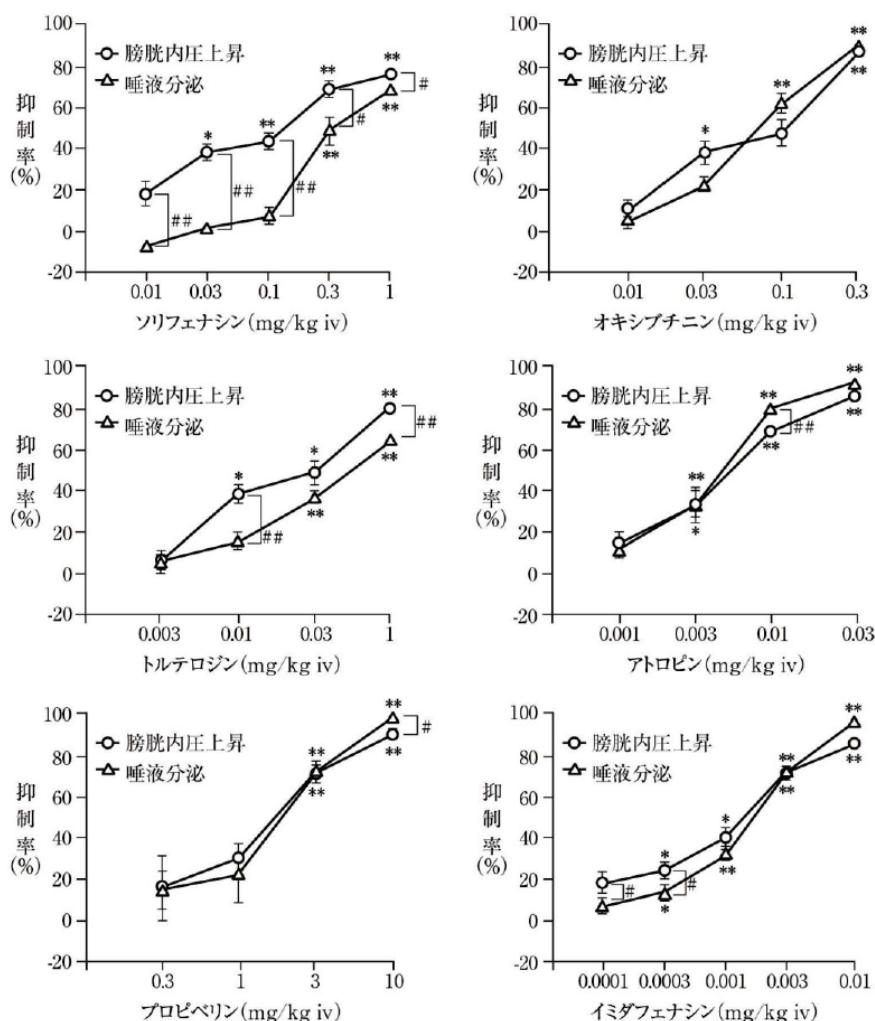 100
80
60
40
20
0
-20
抑制率(%)
膀胱内圧上昇
唾液分泌
*
**
**
**
**
**
##
##
##
#
#
0.01 0.03 0.1 0.3 1
ソリフェナシン(mg/kg iv)
100
80
60
40
20
0
-20
抑制率(%)
膀胱内圧上昇
唾液分泌
*
**
**
**
0.01 0.03 0.1 0.3
オキシブチニン(mg/kg iv)
100
80
60
40
20
0
-20
抑制率(%)
膀胱内圧上昇
唾液分泌
*
*
**
**
**
##
##
0.003 0.01 0.03 1
トルテロジン(mg/kg iv)
100
80
60
40
20
0
-20
抑制率(%)
膀胱内圧上昇
唾液分泌
**
*
**
**
**
**
##
0.001 0.003 0.01 0.03
アトロピン(mg/kg iv)
100
80
60
40
20
0
-20
抑制率(%)
膀胱内圧上昇
唾液分泌
**
**
**
**
#
0.3 1 3 10
プロピベリン(mg/kg iv)
100
80
60
40
20
0
-20
抑制率(%)
膀胱内圧上昇
唾液分泌
*
*
*
**
**
**
**
**
#
#
0.0001 0.0003 0.001 0.003 0.01
イミダフェナシン(mg/kg iv)